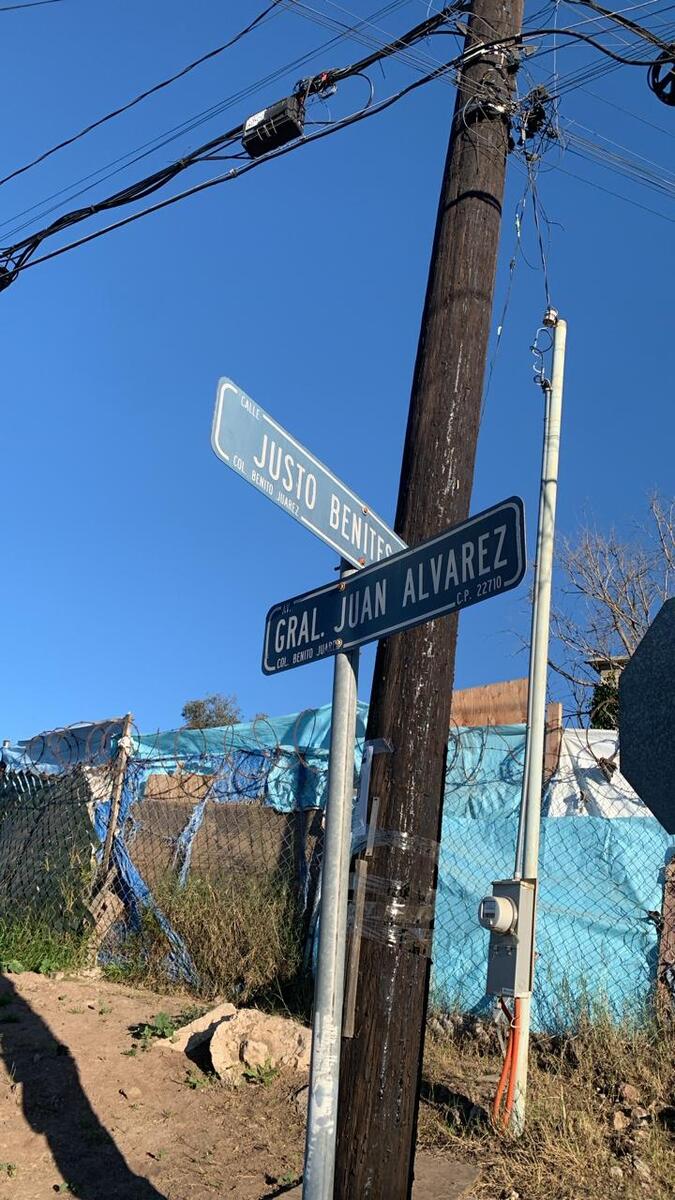 CALLE
JUSTO BENITES
COL. BENITO JUAREZ
AV.
GRAL. JUAN ALVAREZ
COL. BENITO JUAREZ
C.P. 22710